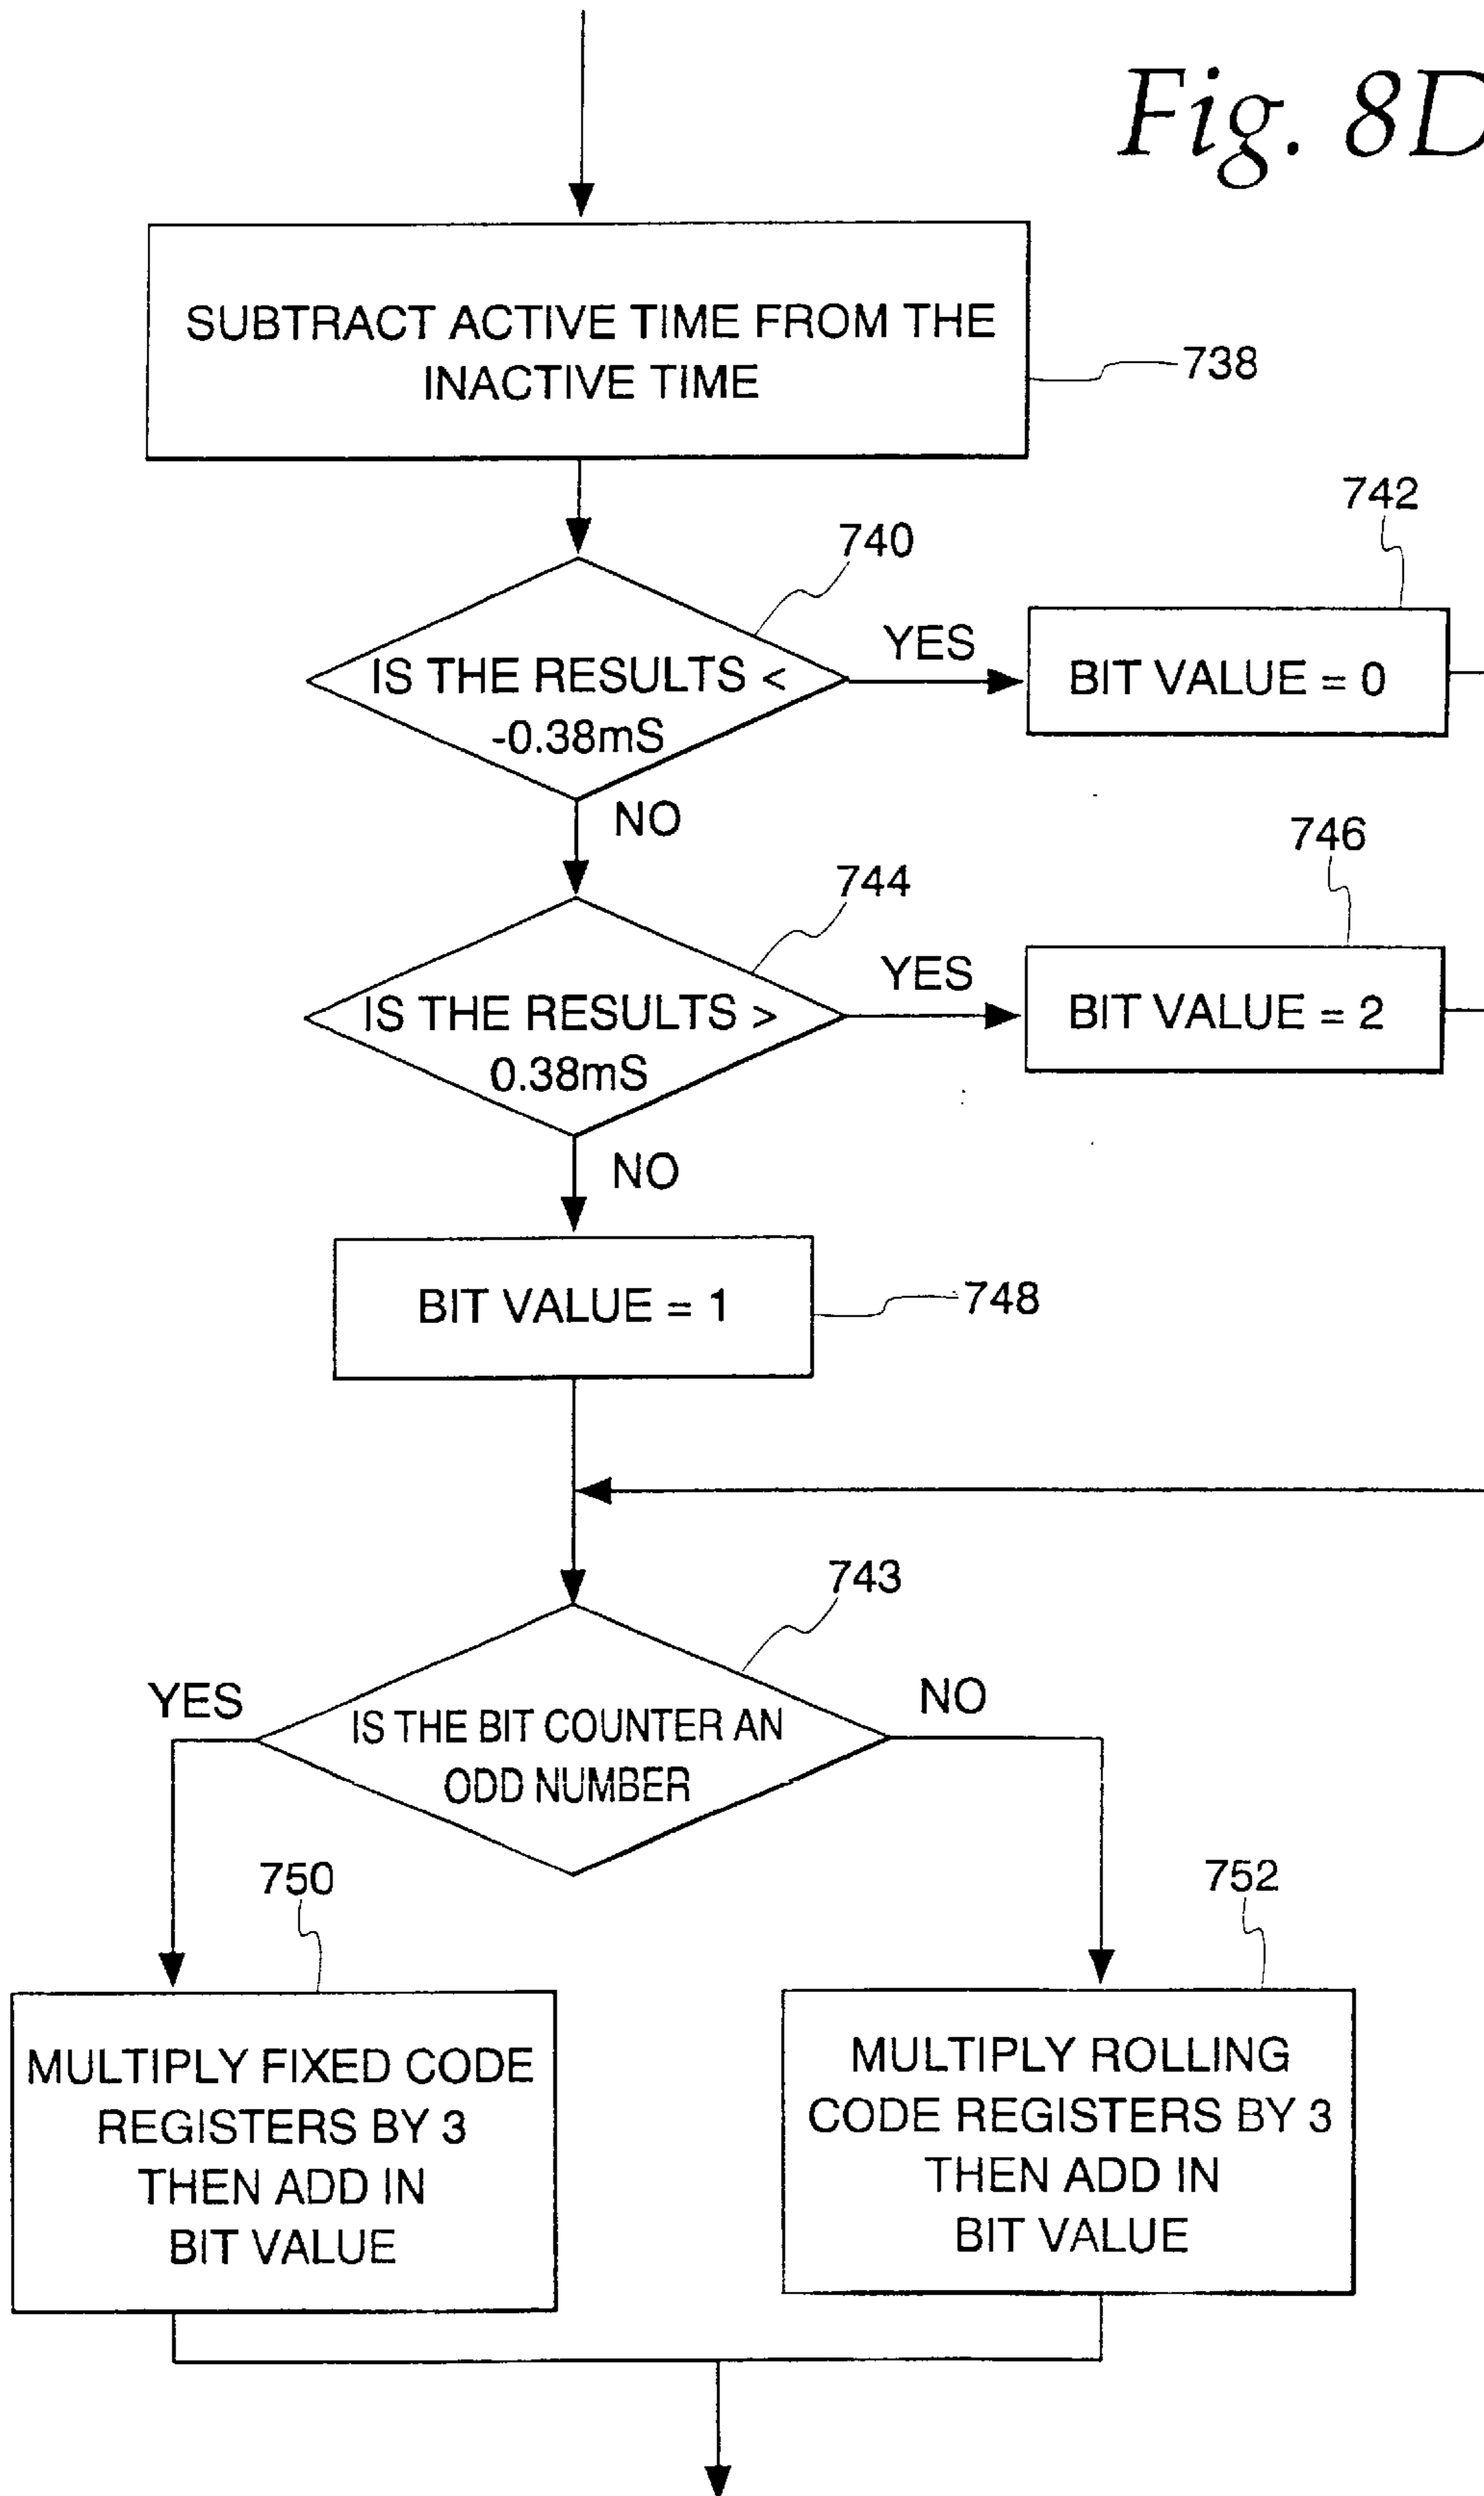 Fig. 8D
SUBTRACT ACTIVE TIME FROM THE
INACTIVE TIME
738
740
742
IS THE RESULTS <
-0.38mS
YES
BIT VALUE = 0
NO
744
746
IS THE RESULTS >
0.38mS
YES
BIT VALUE = 2
NO
BIT VALUE = 1
748
743
YES
IS THE BIT COUNTER AN
ODD NUMBER
NO
750
752
MULTIPLY FIXED CODE
REGISTERS BY 3
THEN ADD IN
BIT VALUE
MULTIPLY ROLLING
CODE REGISTERS BY 3
THEN ADD IN
BIT VALUE